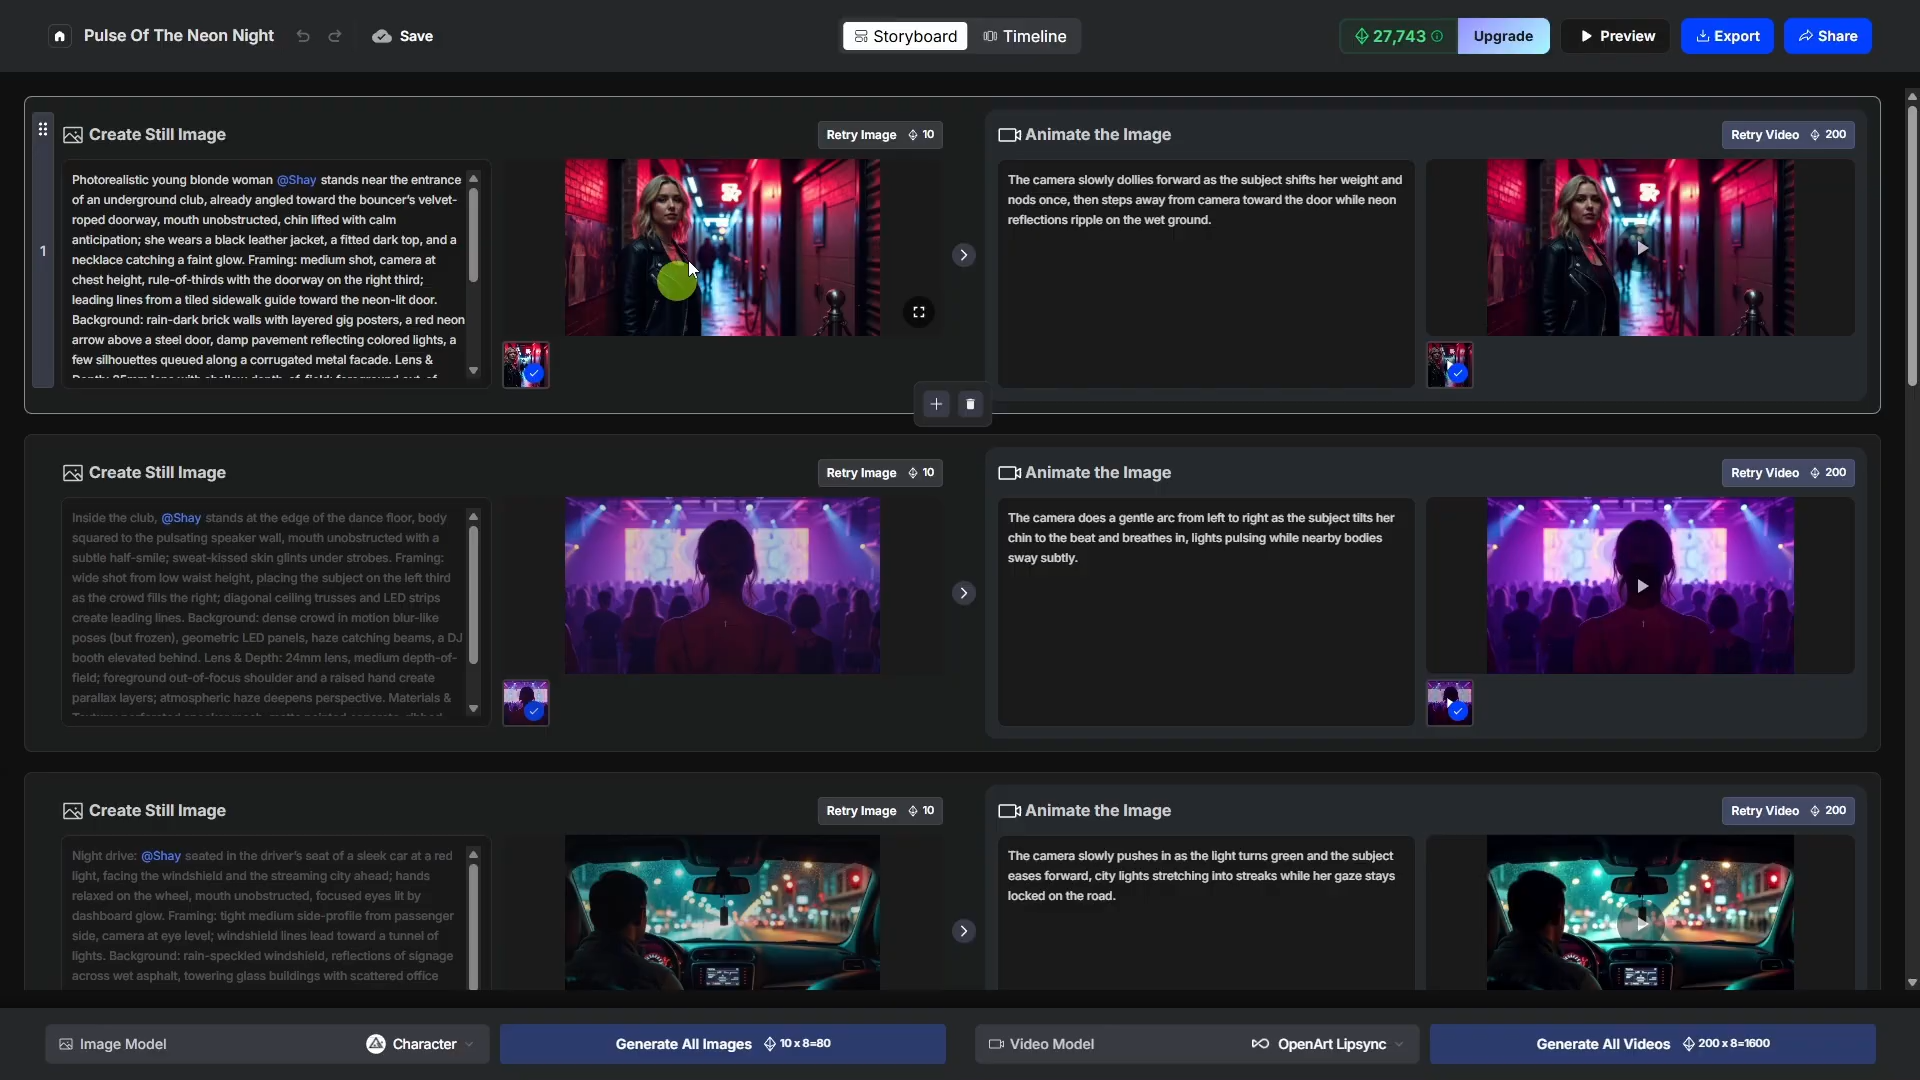 Pulse Of The Neon Night
Save
Storyboard
Timeline
27,743
Upgrade
Preview
Export
Share
1
Create Still Image
Retry Image 10
Photorealistic young blonde woman @Shay stands near the entrance
of an underground club, already angled toward the bouncer's velvet-
roped doorway, mouth unobstructed, chin lifted with calm
anticipation; she wears a black leather jacket, a fitted dark top, and a
necklace catching a faint glow. Framing: medium shot, camera at
chest height, rule-of-thirds with the doorway on the right third;
leading lines from a tiled sidewalk guide toward the neon-lit door.
Background: rain-dark brick walls with layered gig posters, a red neon
arrow above a steel door, damp pavement reflecting colored lights, a
few silhouettes queued along a corrugated metal facade. Lens &
Animate the Image
Retry Video 200
The camera slowly dollies forward as the subject shifts her weight and
nods once, then steps away from camera toward the door while neon
reflections ripple on the wet ground.
Create Still Image
Retry Image 10
Inside the club, @Shay stands at the edge of the dance floor, body
squared to the pulsating speaker wall, mouth unobstructed with a
subtle half-smile; sweat-kissed skin glints under strobes. Framing:
wide shot from low waist height, placing the subject on the left third
as the crowd fills the right; diagonal ceiling trusses and LED strips
create leading lines. Background: dense crowd in motion blur-like
poses (but frozen), geometric LED panels, haze catching beams, a DJ
booth elevated behind. Lens & Depth: 24mm lens, medium depth-of-
field; foreground out-of-focus shoulder and a raised hand create
parallax layers; atmospheric haze deepens perspective. Materials &
Animate the Image
Retry Video 200
The camera does a gentle arc from left to right as the subject tilts her
chin to the beat and breathes in, lights pulsing while nearby bodies
sway subtly.
Create Still Image
Retry Image 10
Night drive: @Shay seated in the driver's seat of a sleek car at a red
light, facing the windshield and the streaming city ahead; hands
relaxed on the wheel, mouth unobstructed, focused eyes lit by
dashboard glow. Framing: tight medium side-profile from passenger
side, camera at eye level; windshield lines lead toward a tunnel of
lights. Background: rain-speckled windshield, reflections of signage
across wet asphalt, towering glass buildings with scattered office
Animate the Image
Retry Video 200
The camera slowly pushes in as the light turns green and the subject
eases forward, city lights stretching into streaks while her gaze stays
locked on the road.
Image Model
Character
Generate All Images 10 x 8=80
Video Model
OpenArt Lipsync
Generate All Videos 200 x 8=1600